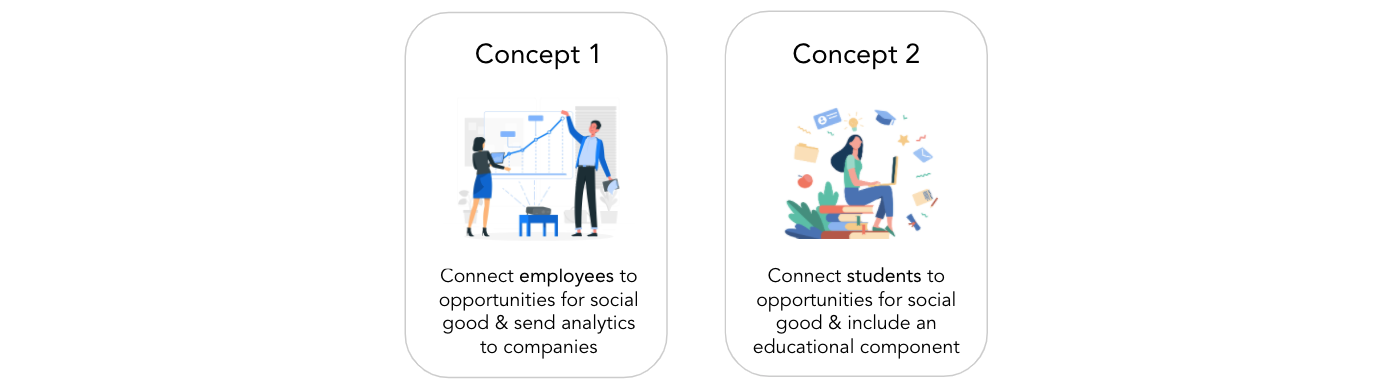 Concept 1
Connect employees to
opportunities for social
good & send analytics
to companies
Concept 2
Connect students to
opportunities for social
good & include an
educational component